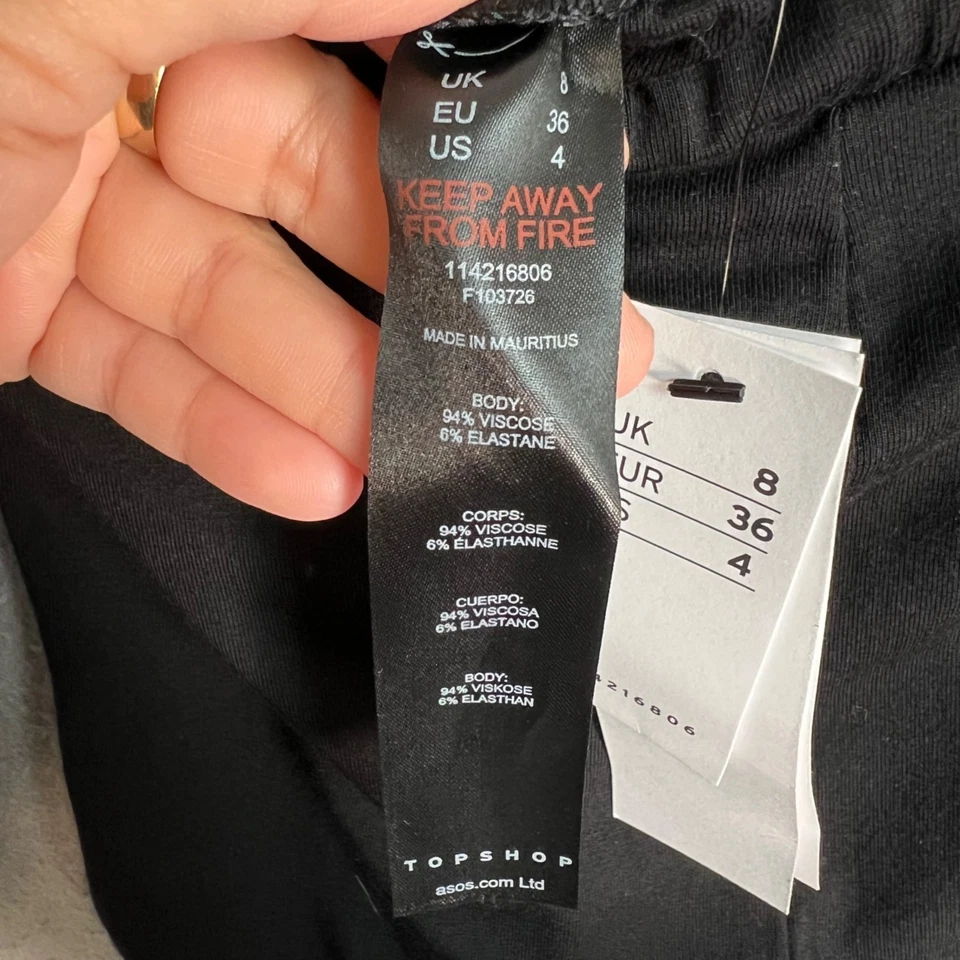 UK 8
EU 36
US 4
KEEP AWAY
FROM FIRE
114216806
F103726
MADE IN MAURITIUS
BODY:
94% VISCOSE
6% ELASTANE
CORPS:
94% VISCOSE
6% ÉLASTHANNE
CUERPO:
94% VISCOSA
6% ELASTANO
BODY:
94% VISKOSE
6% ELASTHAN
TOPSHOP
asos.com Ltd
UK 8
EUR 36
S 4
4216806